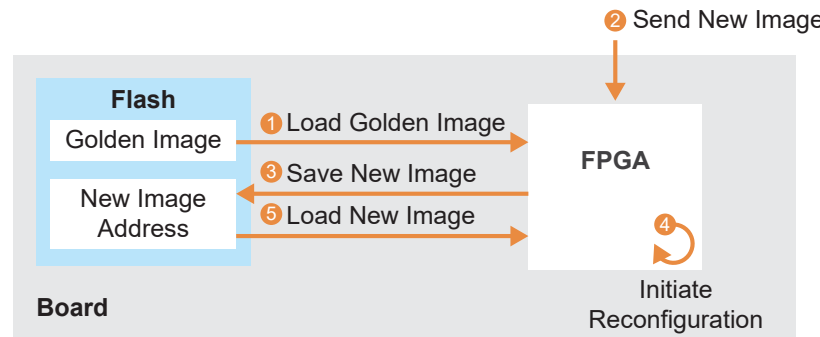 2 Send New Image
Flash
Golden Image
1 Load Golden Image
FPGA
3 Save New Image
New Image
Address
5 Load New Image
4
Initiate
Reconfiguration
Board